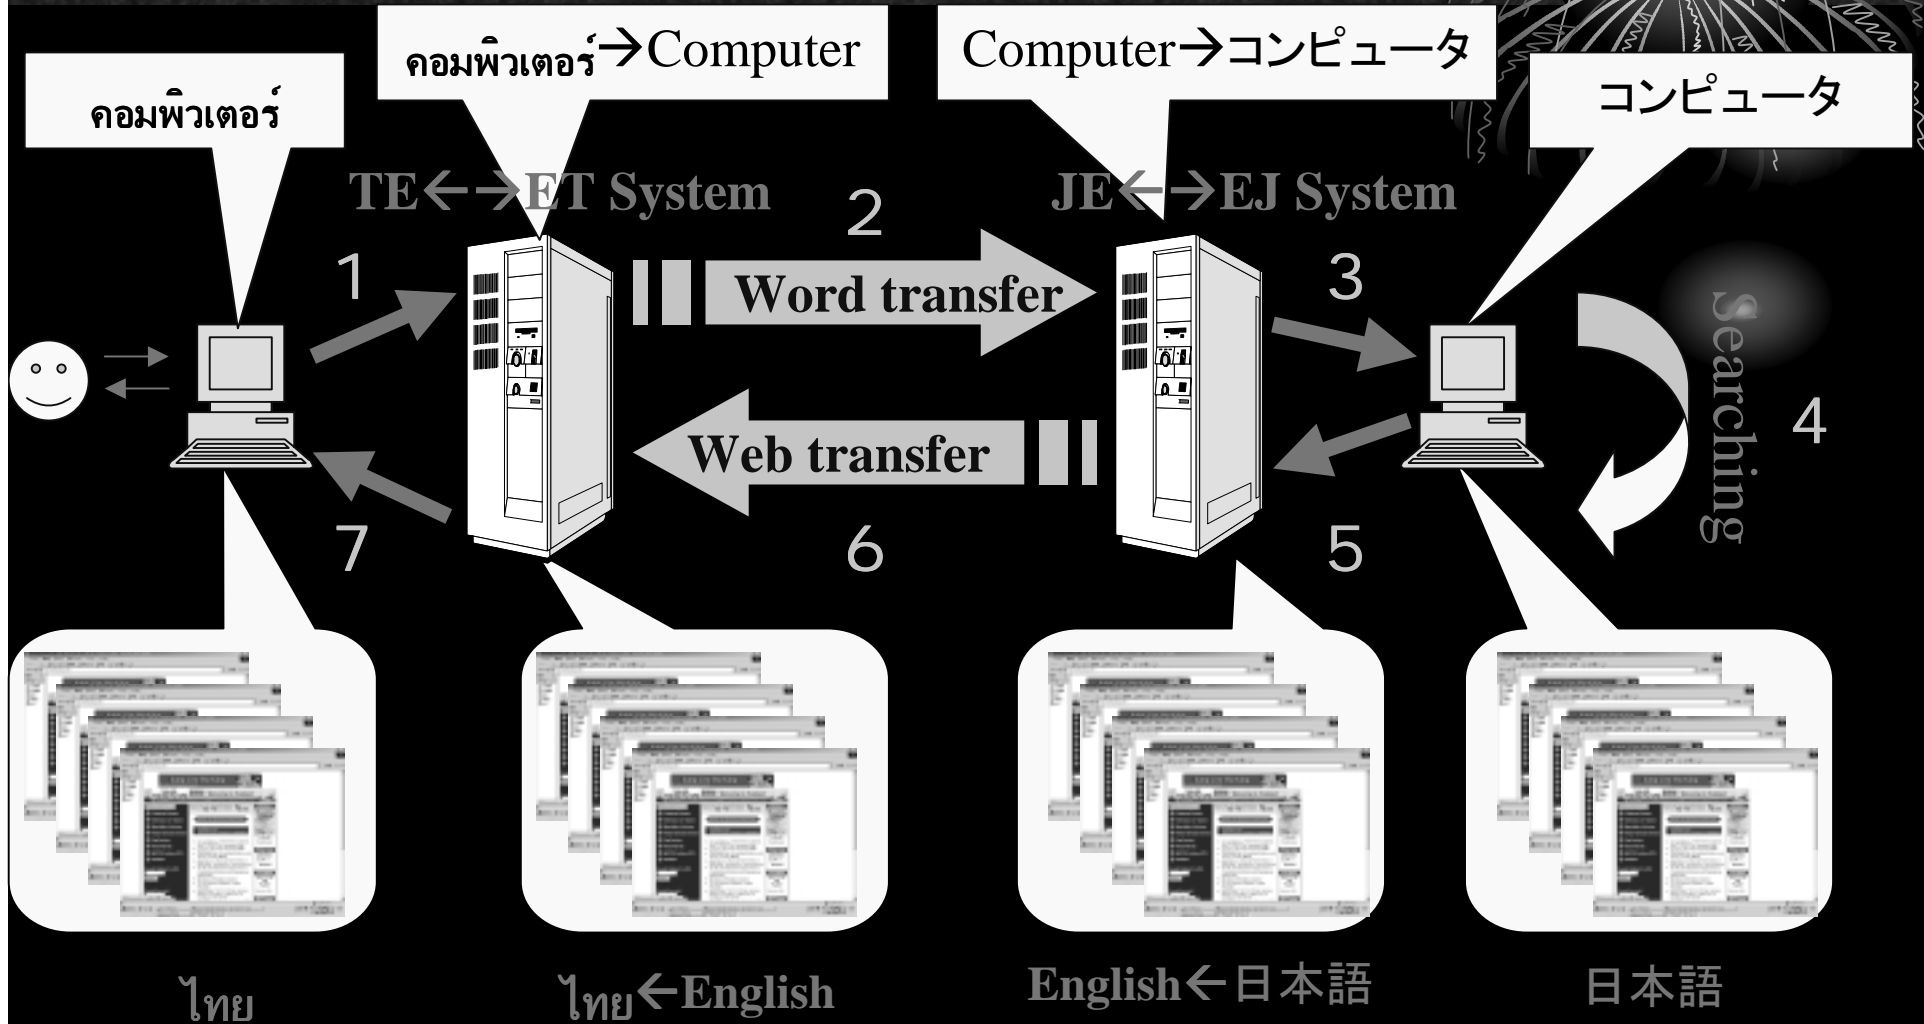 คอมพิวเตอร์
คอมพิวเตอร์→Computer
Computer→コンピュータ
コンピュータ
TE←→ET System
JE←→EJ System
1
2
3
Word transfer
Searching
4
Web transfer
7
6
5
ไทย
ไทย←English
English←日本語
日本語